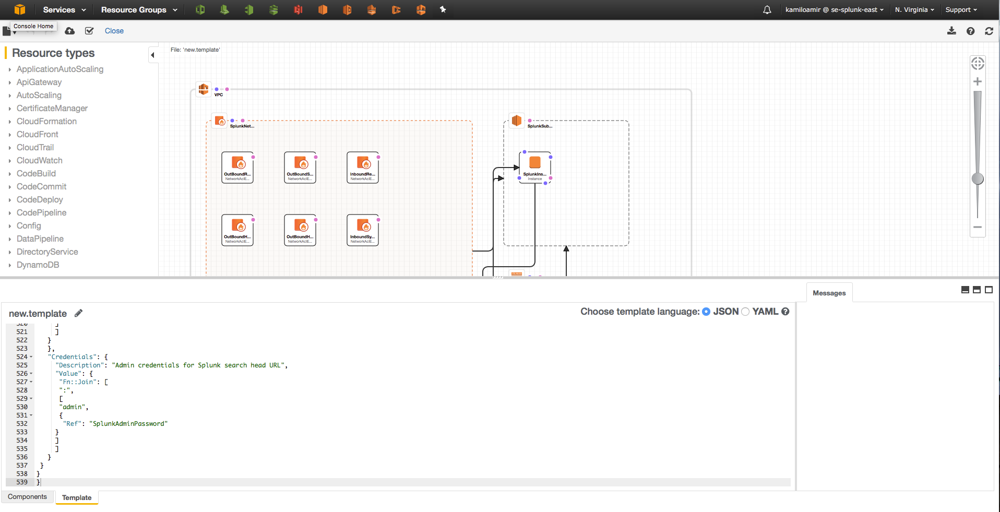 Services
Resource Groups
kamiloamir @ se-splunk-east
N. Virginia
Support
Console Home
Close
Resource types
ApplicationAutoScaling
ApiGateway
AutoScaling
CertificateManager
CloudFormation
CloudFront
CloudTrail
CloudWatch
CodeBuild
CodeCommit
CodeDeploy
CodePipeline
Config
DataPipeline
DirectoryService
DynamoDB
File: 'new.template'
VPC
SplunkNet...
SplunkSub...
OutBoundR...
NetworkAclE...
OutBoundS...
NetworkAclE...
InboundRe...
NetworkAclE...
SplunkIns...
Instance
OutBoundH...
NetworkAclE...
OutBoundH...
NetworkAclE...
InboundSy...
NetworkAclE...
Messages
new.template
Choose template language: JSON YAML
520 ]
521 ]
522 }
523 },
524 "Credentials": {
525 "Description": "Admin credentials for Splunk search head URL",
526 "Value": {
527 "Fn::Join": [
528 ":",
529 [
530 "admin",
531 {
532 "Ref": "SplunkAdminPassword"
533 }
534 ]
535 ]
536 }
537 }
538 }
539 }
Components
Template